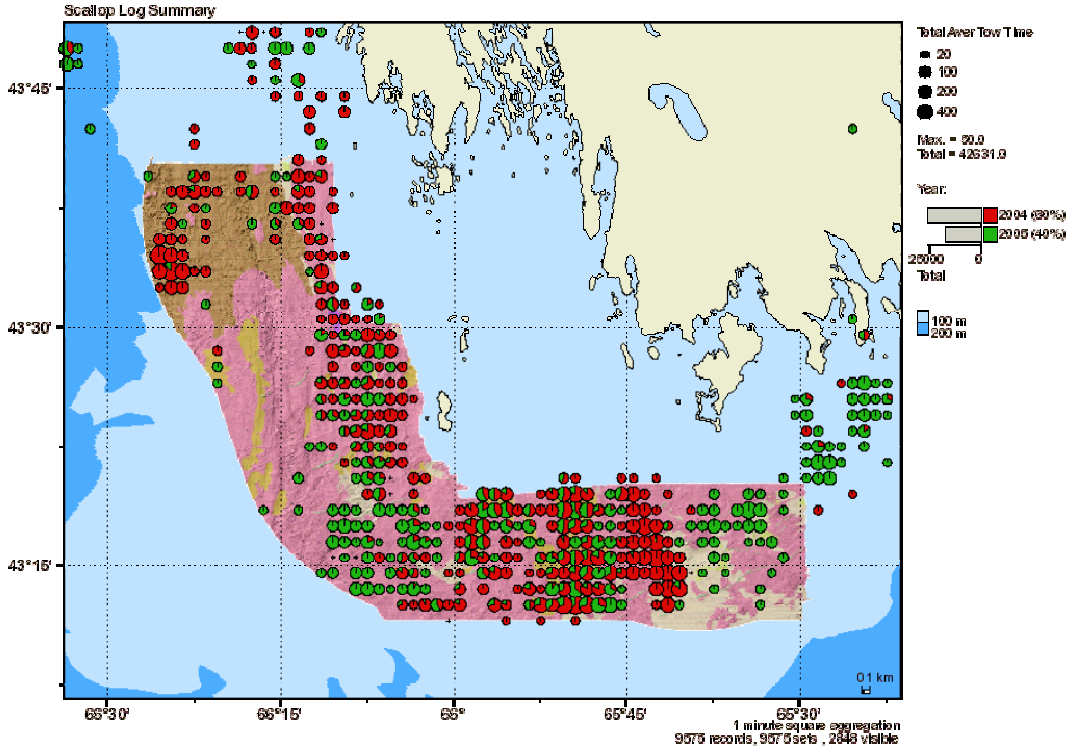 Scallop Log Summary
Total Aver Tow Time
20
100
200
400
Max. = 60.0
Total = 42631.9
Year:
2004 (60%)
2005 (40%)
25000 0
Total
100 m
200 m
43°45'
43°30'
43°15'
0 1 km
66°30' 66°15' 66° 65°45' 65°30'
1 minute square aggregation
9575 records, 9575 sets , 2848 visible